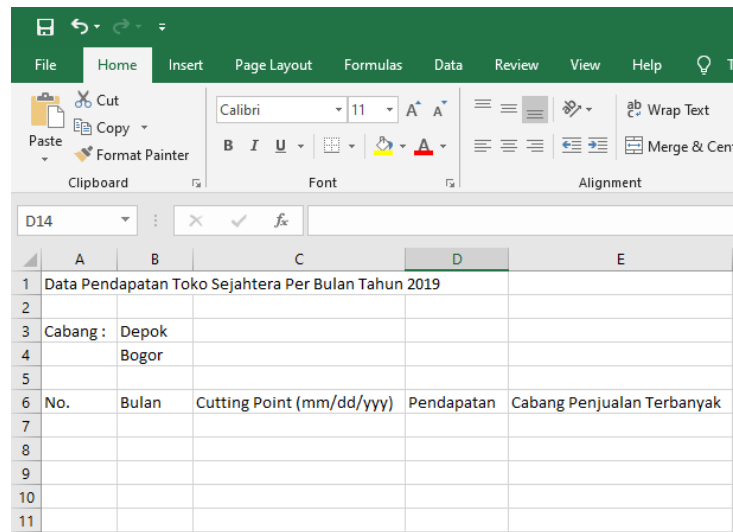 File Home Insert Page Layout Formulas Data Review View Help
Cut
Copy
Paste
Format Painter
Calibri 11
B I U
ab Wrap Text
Merge & Cen
Clipboard Font Alignment
D14 fx
A B C D E
1 Data Pendapatan Toko Sejahtera Per Bulan Tahun 2019
2
3 Cabang : Depok
4 Bogor
5
6 No. Bulan Cutting Point (mm/dd/yyy) Pendapatan Cabang Penjualan Terbanyak
7
8
9
10
11